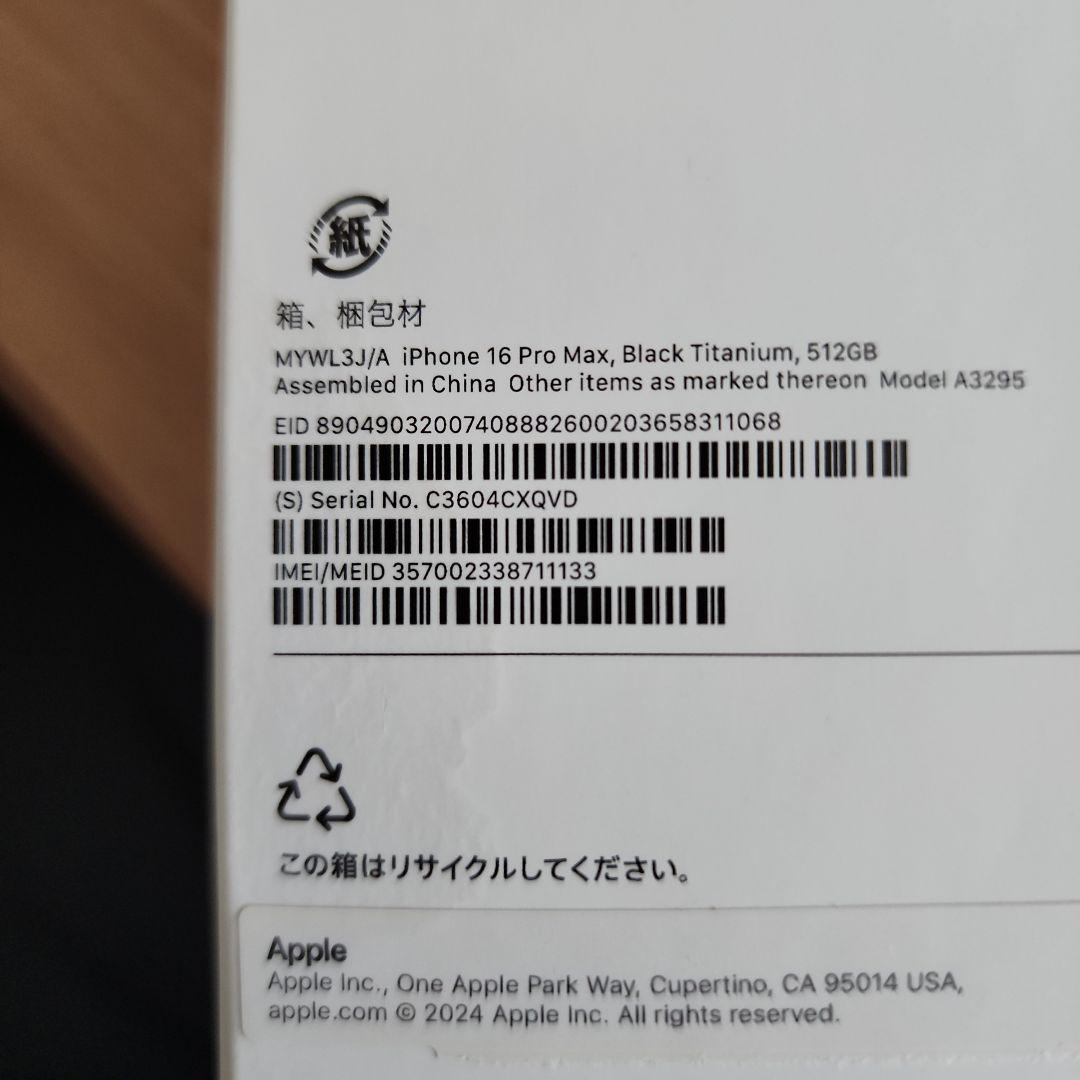 紙
箱、梱包材
MYWL3J/A iPhone 16 Pro Max, Black Titanium, 512GB
Assembled in China Other items as marked thereon Model A3295
EID 89049032007408882600203658311068
(S) Serial No. C3604CXQVD
IMEI/MEID 357002338711133
この箱はリサイクルしてください。
Apple
Apple Inc., One Apple Park Way, Cupertino, CA 95014 USA,
apple.com © 2024 Apple Inc. All rights reserved.